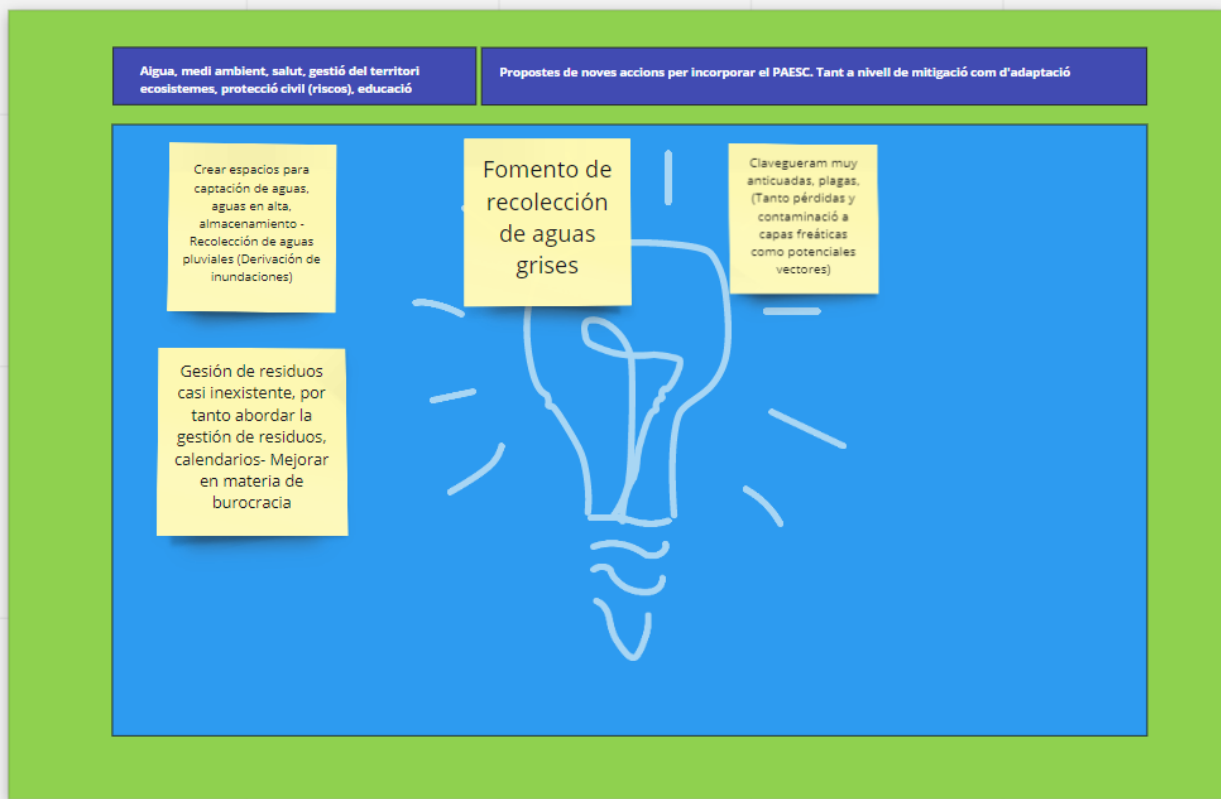 Aigua, medi ambient, salut, gestió del territori
ecosistemes, protecció civil (riscos), educació
Propostes de noves accions per incorporar el PAESC. Tant a nivell de mitigació com d'adaptació
Crear espacios para
captación de aguas,
aguas en alta,
almacenamiento -
Recolección de aguas
pluviales (Derivación de
inundaciones)
Fomento de
recolección
de aguas
grises
Clavegueram muy
anticuadas, plagas,
(Tanto pérdidas y
contaminació a
capas freáticas
como potenciales
vectores)
Gesión de residuos
casi inexistente, por
tanto abordar la
gestión de residuos,
calendarios- Mejorar
en materia de
burocracia